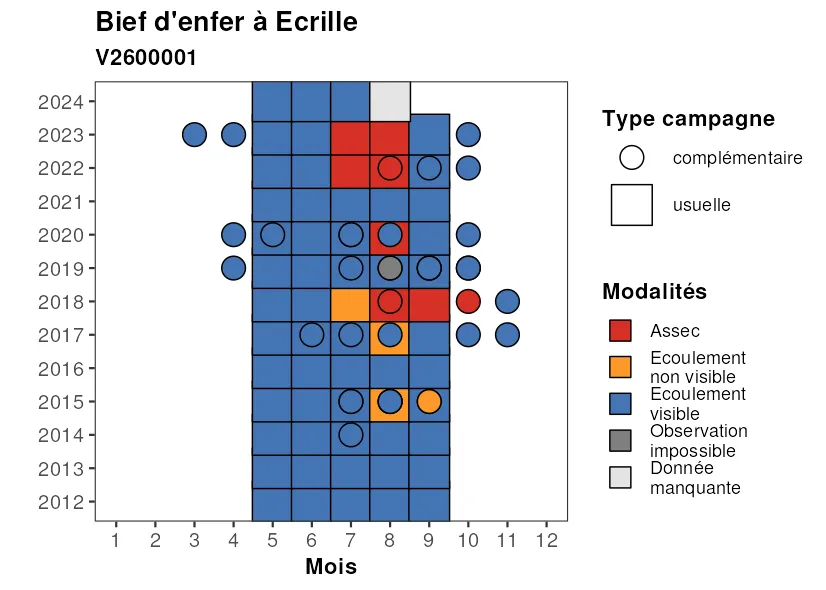 Bief d'enfer à Ecrille
V2600001
2024
2023
2022
2021
2020
2019
2018
2017
2016
2015
2014
2013
2012
1 2 3 4 5 6 7 8 9 10 11 12
Mois
Type campagne
complémentaire
usuelle
Modalités
Assec
Ecoulement
non visible
Ecoulement
visible
Observation
impossible
Donnée
manquante